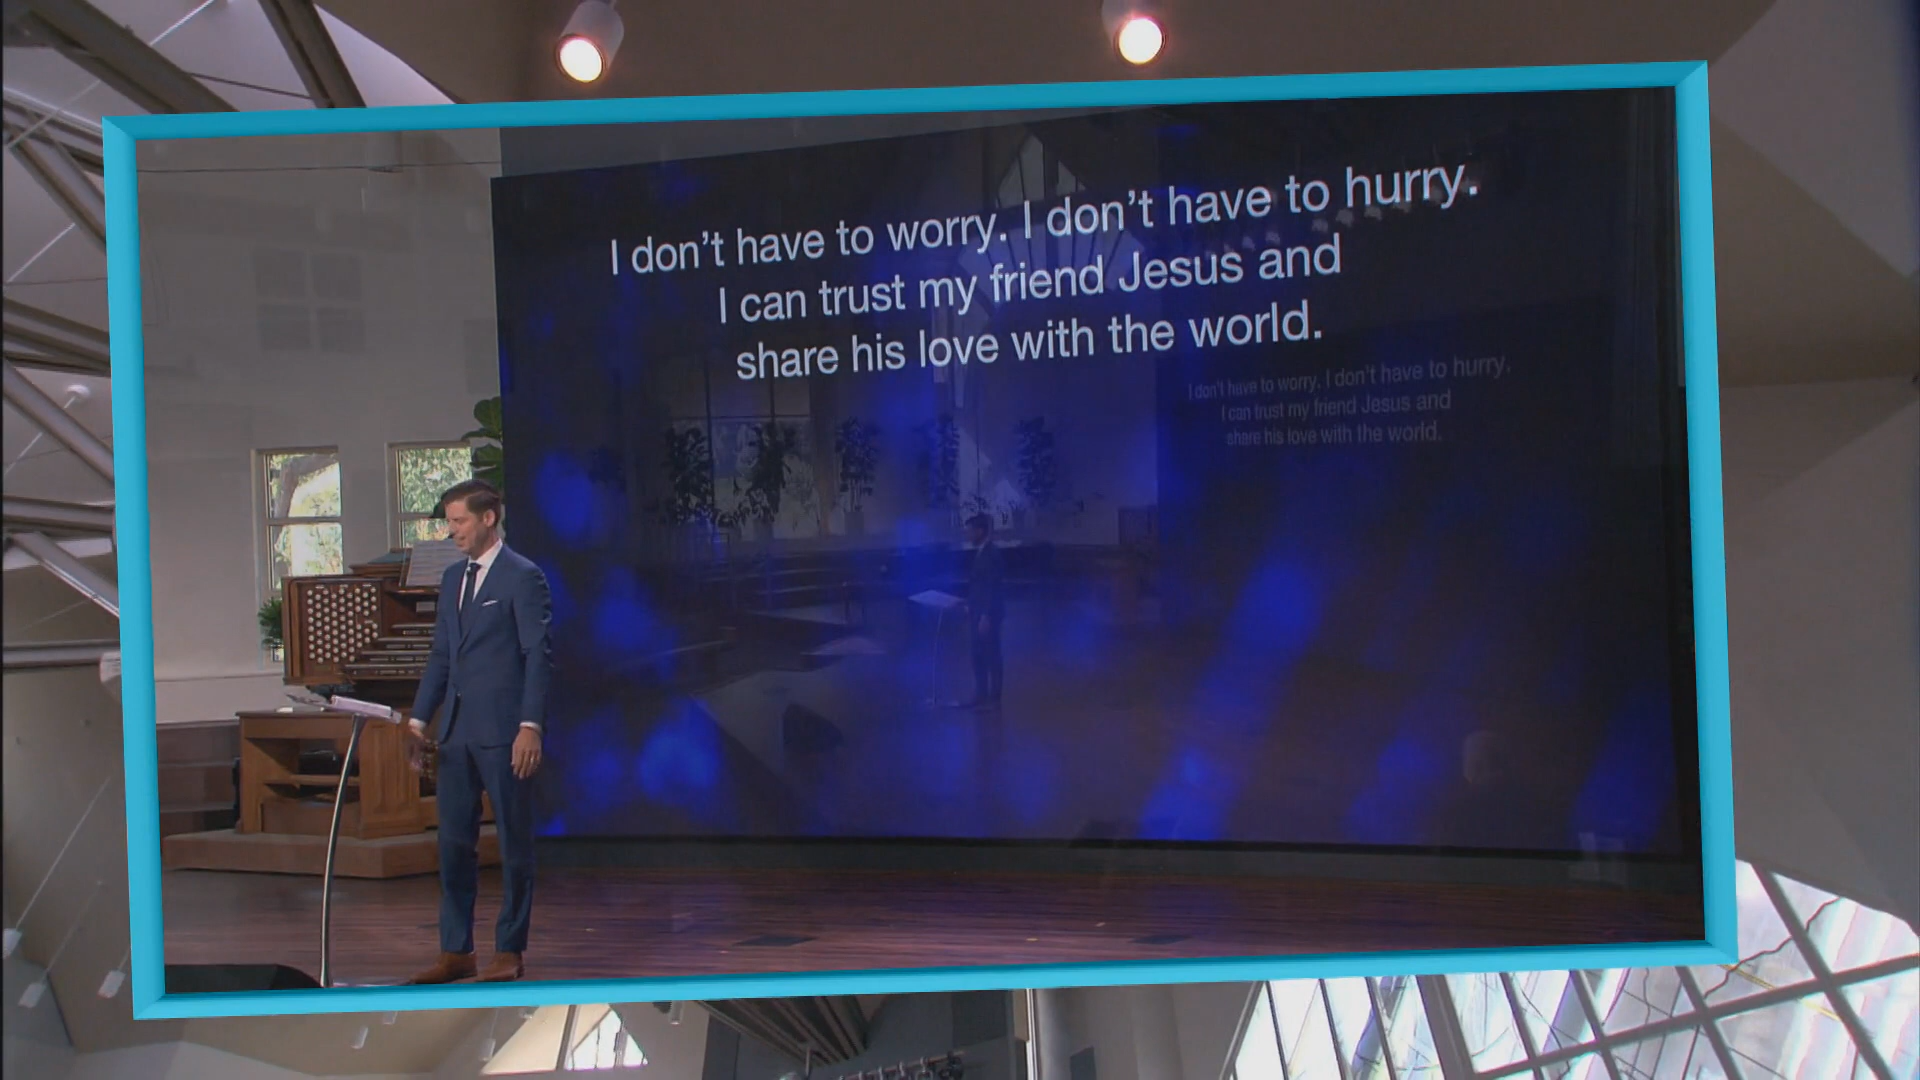 I don't have to worry. I don't have to hurry.
I can trust my friend Jesus and
share his love with the world.
I don't have to worry. I don't have to hurry.
I can trust my friend Jesus and
share his love with the world.